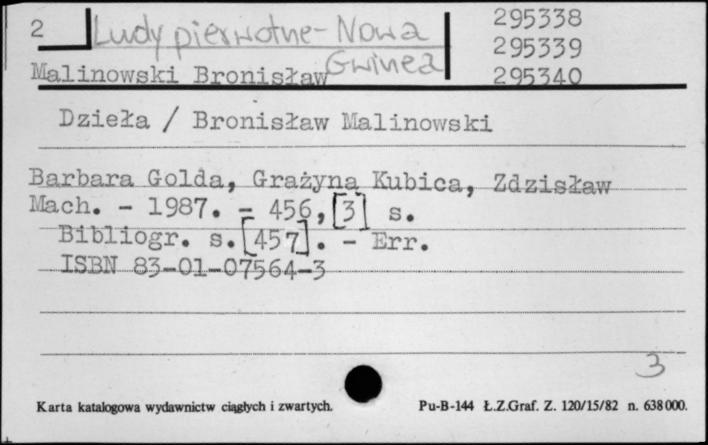 2 Ludy pierwotne - Nowa Gwinea
295338
295339
295340
Malinowski Bronisław
Dzieła / Bronisław Malinowski
Barbara Golda, Grażyna Kubica, Zdzisław
Mach. - 1987. - 456, [3] s.
Bibliogr. s. [457]. - Err.
ISBN 83-01-07564-3
3
Karta katalogowa wydawnictw ciągłych i zwartych.
Pu-B-144 Ł.Z.Graf. Z. 120/15/82 n. 638 000.